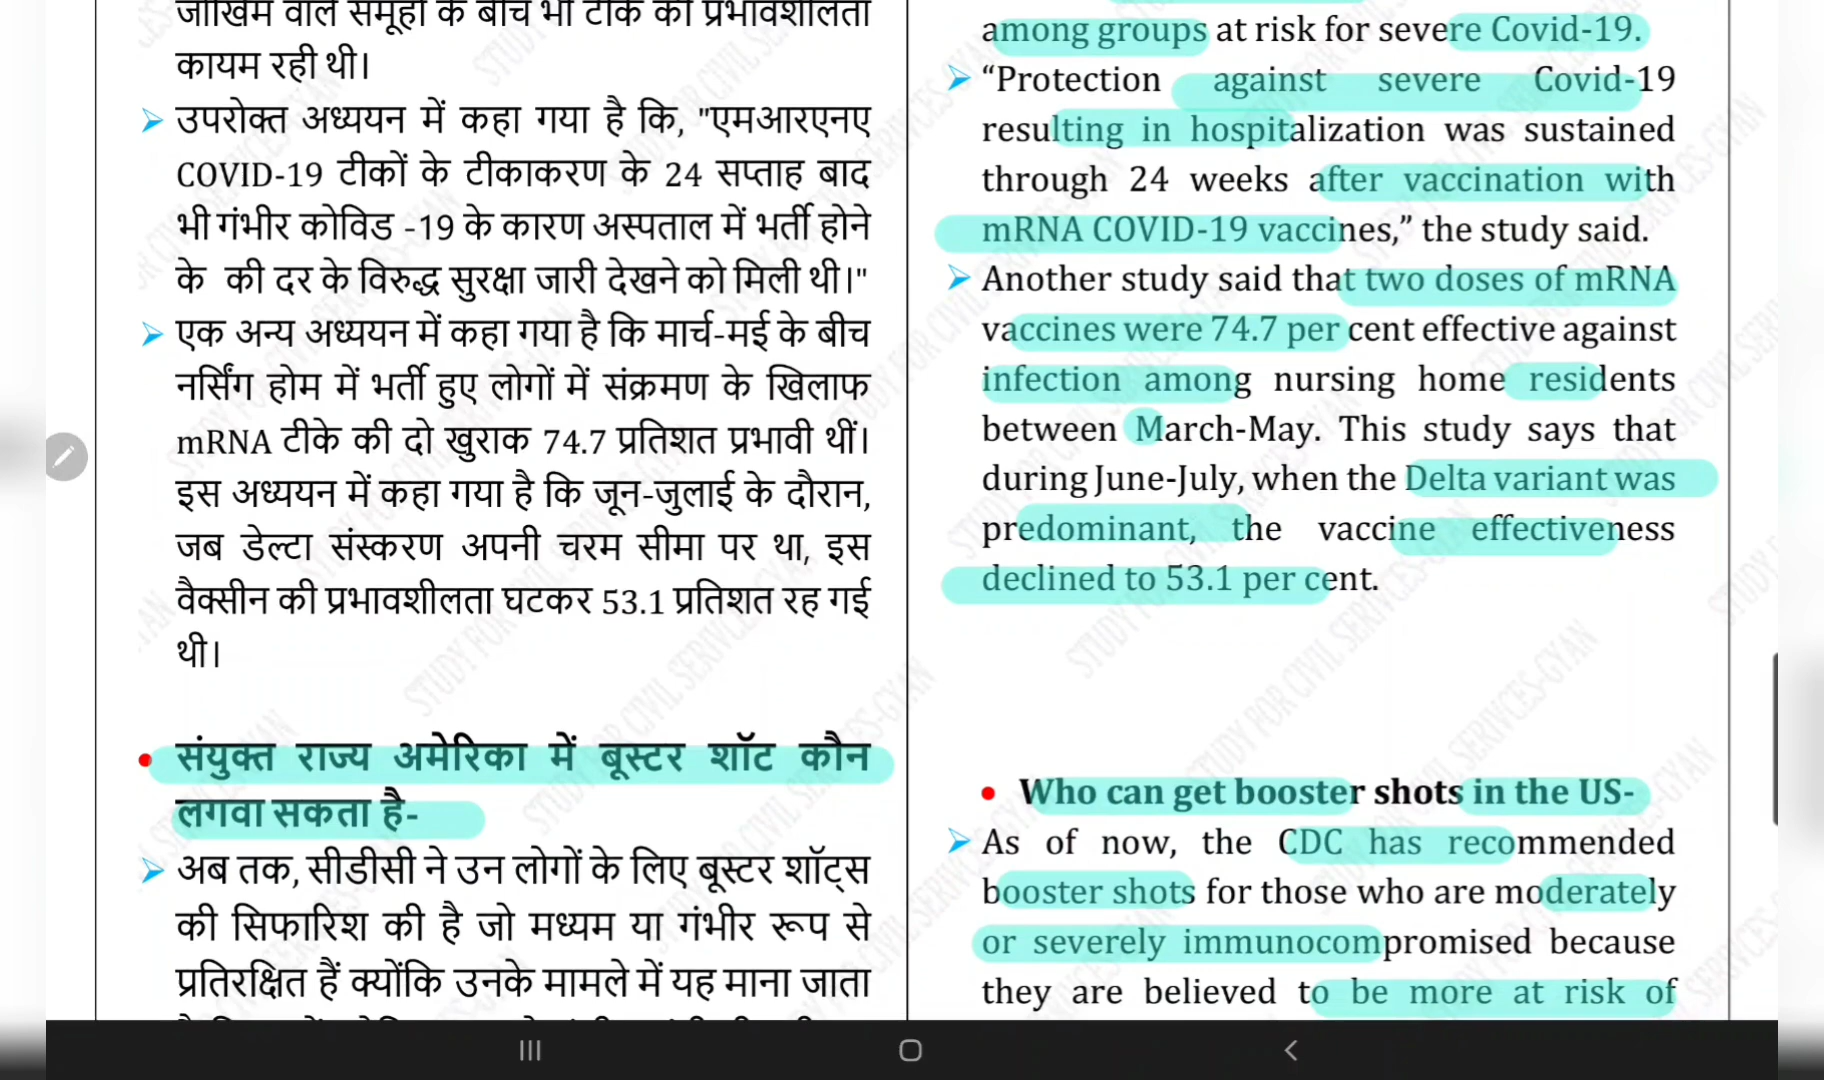 जोखिम वाले समूहों के बीच भी टीके की प्रभावशीलता
कायम रही थी।
उपरोक्त अध्ययन में कहा गया है कि, "एमआरएनए
COVID-19 टीकों के टीकाकरण के 24 सप्ताह बाद
भी गंभीर कोविड -19 के कारण अस्पताल में भर्ती होने
के की दर के विरुद्ध सुरक्षा जारी देखने को मिली थी।"
एक अन्य अध्ययन में कहा गया है कि मार्च-मई के बीच
नर्सिंग होम में भर्ती हुए लोगों में संक्रमण के खिलाफ
mRNA टीके की दो खुराक 74.7 प्रतिशत प्रभावी थीं।
इस अध्ययन में कहा गया है कि जून-जुलाई के दौरान,
जब डेल्टा संस्करण अपनी चरम सीमा पर था, इस
वैक्सीन की प्रभावशीलता घटकर 53.1 प्रतिशत रह गई
थी।
संयुक्त राज्य अमेरिका में बूस्टर शॉट कौन
लगवा सकता है-
अब तक, सीडीसी ने उन लोगों के लिए बूस्टर शॉट्स
की सिफारिश की है जो मध्यम या गंभीर रूप से
प्रतिरक्षित हैं क्योंकि उनके मामले में यह माना जाता
among groups at risk for severe Covid-19.
“Protection against severe Covid-19
resulting in hospitalization was sustained
through 24 weeks after vaccination with
mRNA COVID-19 vaccines,” the study said.
Another study said that two doses of mRNA
vaccines were 74.7 per cent effective against
infection among nursing home residents
between March-May. This study says that
during June-July, when the Delta variant was
predominant, the vaccine effectiveness
declined to 53.1 per cent.
Who can get booster shots in the US-
As of now, the CDC has recommended
booster shots for those who are moderately
or severely immunocompromised because
they are believed to be more at risk of